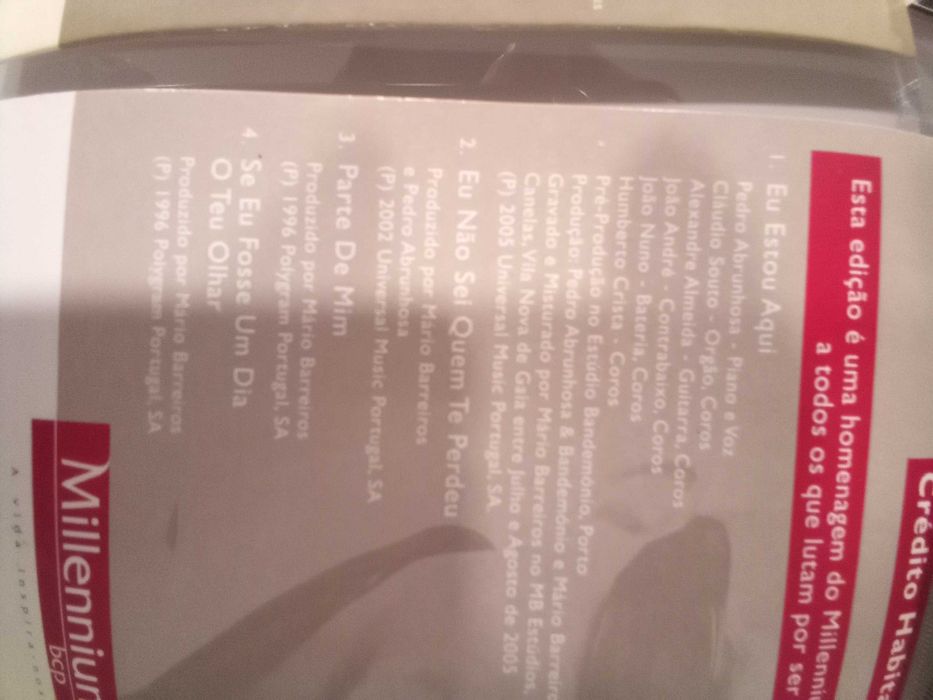 Crédito
Esta edição é uma homenagem do
a todos os que lutam por
1. Eu Estou Aqui
Pedro Abrunhosa - Piano e Voz
Cláudio Souto - Orgão, Coros
Alexandre Almeida - Guitarra, Coros
João André - Contrabaixo, Coros
João Nuno - Bateria, Coros
Humberto Crista - Coros
Pré-Produção no Estúdio Bandemónio, Porto
Produção: Pedro Abrunhosa & Bandemónio e Mário
Gravado e Misturado por Mário Barreiros no MB Estúdios,
Canelas, Vila Nova de Gaia entre Julho e Agosto de 2005
(P) 2005 Universal Music Portugal, SA
2. Eu Não Sei Quem Te Perdeu
Produzido por Mário Barreiros
e Pedro Abrunhosa
(P) 2002 Universal Music Portugal, SA
3. Parte De Mim
Produzido por Mário Barreiros
(P) 1996 Polygram Portugal, SA
4. Se Eu Fosse Um Dia
O Teu Olhar
Produzido por Mário Barreiros
(P) 1996 Polygram Portugal, SA
Millennium
bcp
A vida inspira-nos